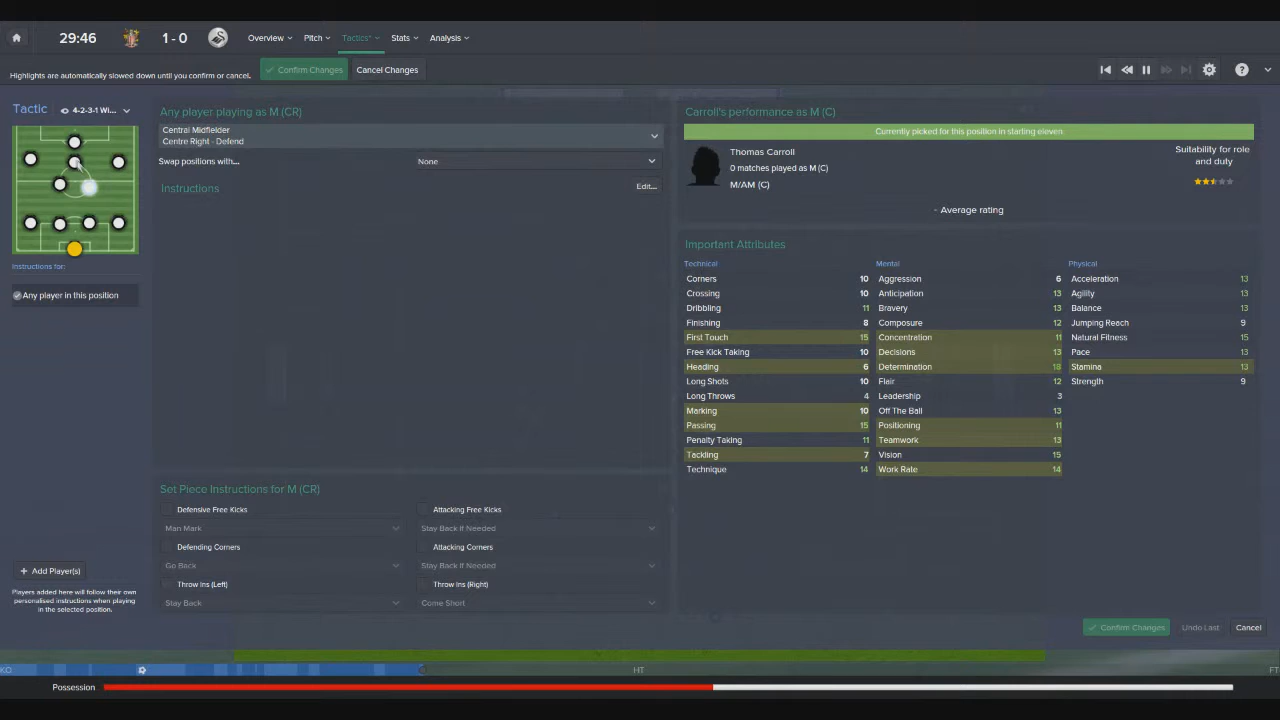 29:46
1 - 0
Overview
Pitch
Tactics*
Stats
Analysis
Highlights are automatically slowed down until you confirm or cancel.
Confirm Changes
Cancel Changes
Tactic
4-2-3-1 Wi...
Any player playing as M (CR)
Central Midfielder
Centre Right - Defend
Swap positions with...
None
Instructions
Edit...
Instructions for:
Any player in this position
Carroll's performance as M (C)
Currently picked for this position in starting eleven.
Thomas Carroll
0 matches played as M (C)
M/AM (C)
Suitability for role
and duty
- Average rating
Important Attributes
Technical
Mental
Physical
Corners 10 Aggression 6 Acceleration 13
Crossing 10 Anticipation 13 Agility 13
Dribbling 11 Bravery 13 Balance 13
Finishing 8 Composure 12 Jumping Reach 9
First Touch 15 Concentration 11 Natural Fitness 15
Free Kick Taking 10 Decisions 13 Pace 13
Heading 6 Determination 18 Stamina 13
Long Shots 10 Flair 12 Strength 9
Long Throws 4 Leadership 3
Marking 10 Off The Ball 13
Passing 15 Positioning 11
Penalty Taking 11 Teamwork 13
Tackling 7 Vision 15
Technique 14 Work Rate 14
Set Piece Instructions for M (CR)
Defensive Free Kicks
Attacking Free Kicks
Man Mark
Stay Back If Needed
Defending Corners
Attacking Corners
Go Back
Stay Back If Needed
Throw Ins (Left)
Throw Ins (Right)
Stay Back
Come Short
Add Player(s)
Players added here will follow their own
personalised instructions when playing
in the selected position.
Confirm Changes
Undo Last
Cancel
KO
HT
FT
Possession